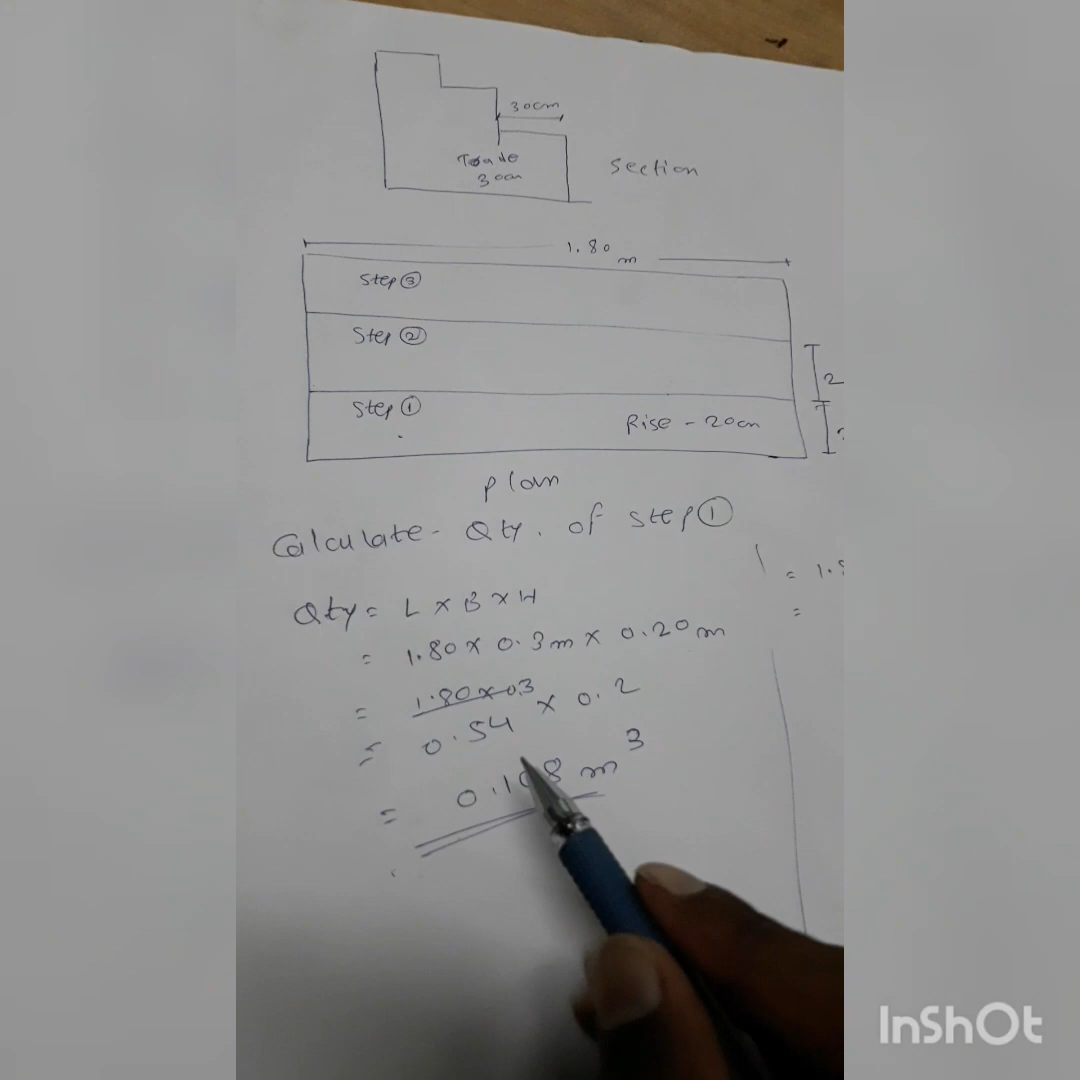 30cm
Trade
30cm
Section
1.80
m
Step ③
Step ②
2
Step ①
Rise - 20cm
Plan
Calculate - Qty. of step ①
= 1.
Qty = L x B x H
=
= 1.80 x 0.3m x 0.20m
= 1.80 x 0.3
= 0.54 x 0.2
= 0.108 m³
InShOt